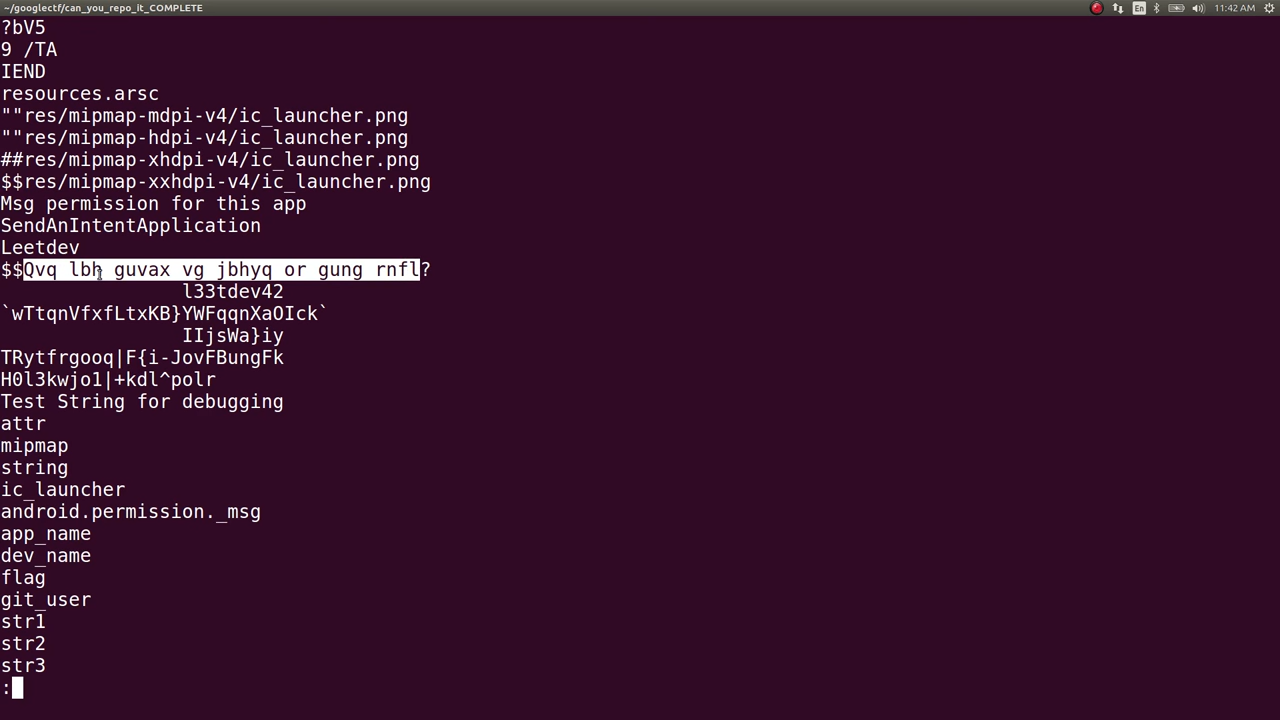 ~/googlectf/can_you_repo_it_COMPLETE En 11:42 AM
?bV5
9 /TA
IEND
resources.arsc
""res/mipmap-mdpi-v4/ic_launcher.png
""res/mipmap-hdpi-v4/ic_launcher.png
##res/mipmap-xhdpi-v4/ic_launcher.png
$$res/mipmap-xxhdpi-v4/ic_launcher.png
Msg permission for this app
SendAnIntentApplication
Leetdev
$$Qvq lbh guvax vg jbhyq or gung rnfl?
l33tdev42
`wTtqnVfxfLtxKB}YWFqqnXaOIck`
IIjsWa}iy
TRytfrgooq|F{i-JovFBungFk
H0l3kwjo1|+kdl^polr
Test String for debugging
attr
mipmap
string
ic_launcher
android.permission._msg
app_name
dev_name
flag
git_user
str1
str2
str3
: